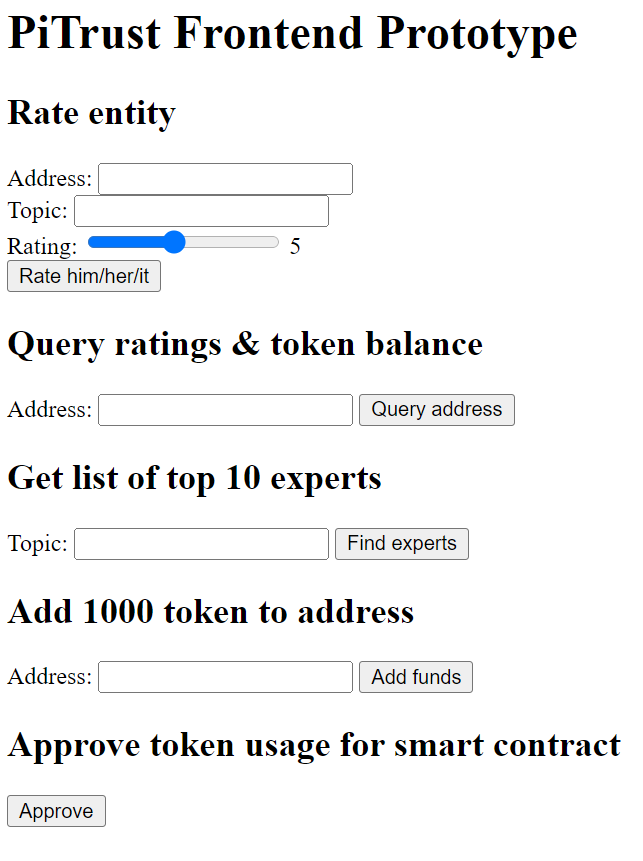 PiTrust Frontend Prototype
Rate entity
Address:
Topic:
Rating: 5
Rate him/her/it
Query ratings & token balance
Address: Query address
Get list of top 10 experts
Topic: Find experts
Add 1000 token to address
Address: Add funds
Approve token usage for smart contract
Approve